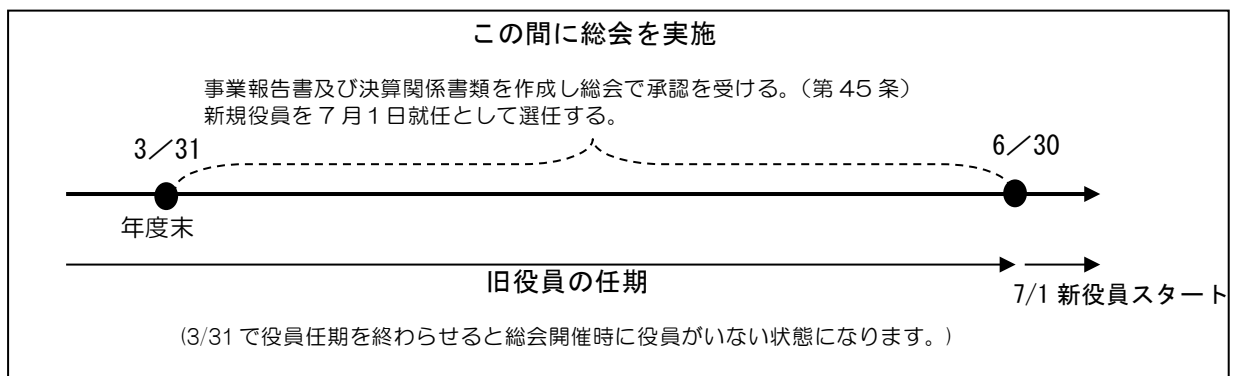 この間に総会を実施
事業報告書及び決算関係書類を作成し総会で承認を受ける。（第 45 条）
新規役員を 7 月 1 日就任として選任する。
3／31
6／30
年度末
旧役員の任期
7/1 新役員スタート
(3/31 で役員任期を終わらせると総会開催時に役員がいない状態になります。)